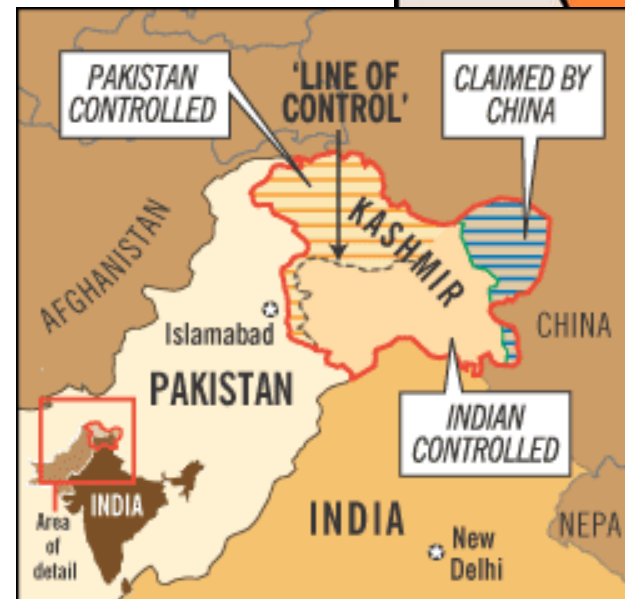 PAKISTAN
CONTROLLED
'LINE OF
CONTROL'
CLAIMED BY
CHINA
KASHMIR
AFGHANISTAN
Islamabad
CHINA
PAKISTAN
INDIAN
CONTROLLED
INDIA
Area
of
detail
INDIA
New
Delhi
NEPA